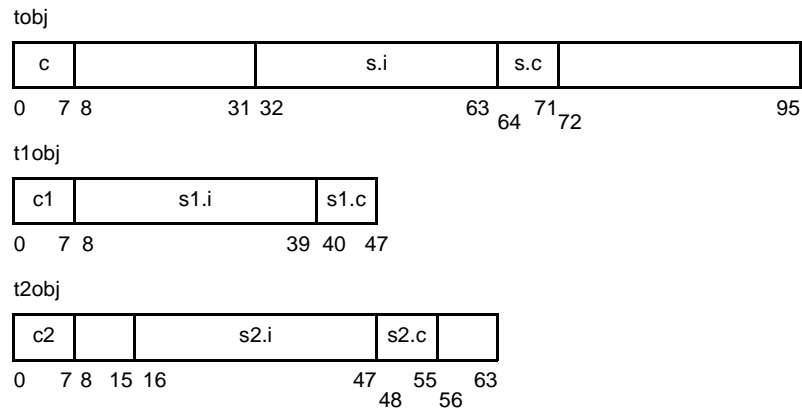 tobj
c s.i s.c
0 7 8 31 32 63 64 71 72 95
t1obj
c1 s1.i s1.c
0 7 8 39 40 47
t2obj
c2 s2.i s2.c
0 7 8 15 16 47 48 55 56 63